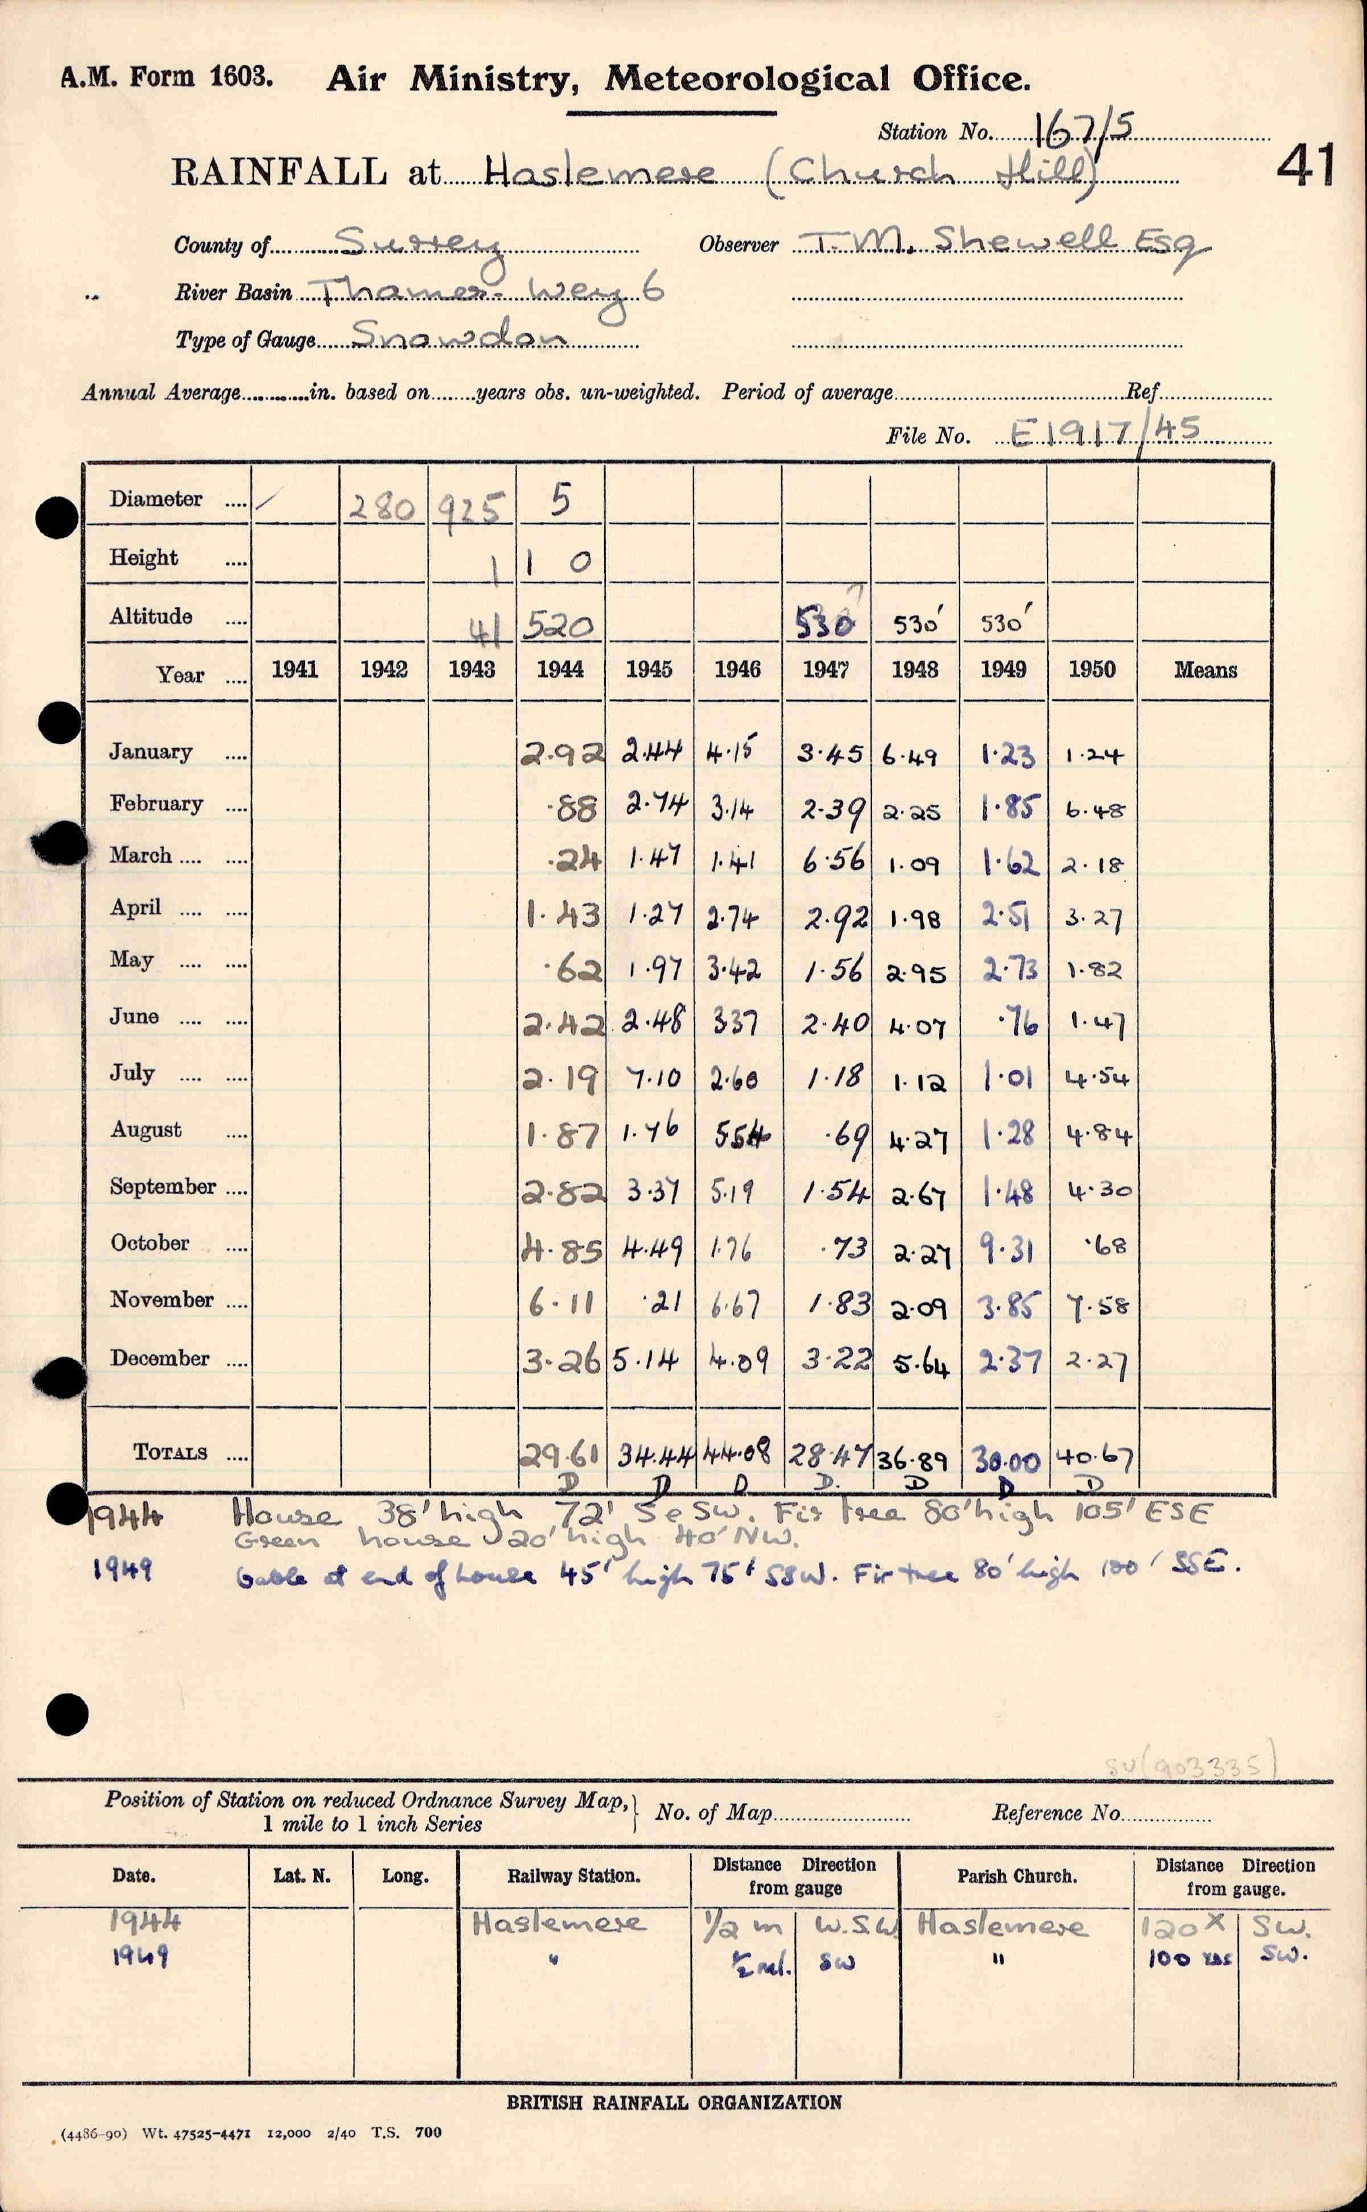 A.M. Form 1603. Air Ministry, Meteorological Office.
Station No. 167/5
41
RAINFALL at Haslemere (Church Hill)
County of Surrey Observer T.M. Shewell Esq
River Basin Thames- Wey 6
Type of Gauge Snowdon
Annual Average in. based on years obs. un-weighted. Period of average Ref
File No. E1917/45
Diameter 280 925 5
Height 1 1 0
Altitude 41 520 530 530' 530'
Year 1941 1942 1943 1944 1945 1946 1947 1948 1949 1950 Means
January 2.92 2.44 4.15 3.45 6.49 1.23 1.24
February .88 2.74 3.14 2.39 2.25 1.85 6.48
March .24 1.47 1.41 6.56 1.09 1.62 2.18
April 1.43 1.27 2.74 2.92 1.98 2.51 3.27
May .62 1.97 3.42 1.56 2.95 2.73 1.82
June 2.42 2.48 337 2.40 4.07 .76 1.47
July 2.19 7.10 2.60 1.18 1.12 1.01 4.54
August 1.87 1.76 554 .69 4.27 1.28 4.84
September 2.82 3.37 5.19 1.54 2.67 1.48 4.30
October 4.85 4.49 1.76 .73 2.27 9.31 .68
November 6.11 .21 6.67 1.83 2.09 3.85 7.58
December 3.26 5.14 4.09 3.22 5.64 2.37 2.27
TOTALS 29.61 34.44 44.08 28.47 36.89 30.00 40.67
D D D D. D D D
1944 House 38' high 72' S & SW. Fir tree 80' high 105' ESE
Green house 20' high 40' NW.
1949 Gable at end of house 45' high 75' SSW. Fir tree 80' high 100' SSE.
SU(903335)
Position of Station on reduced Ordnance Survey Map, 1 mile to 1 inch Series No. of Map Reference No
Date. Lat. N. Long. Railway Station. Distance Direction from gauge Parish Church. Distance Direction from gauge.
1944 Haslemere 1/2 m W.SW Haslemere 120x SW.
1949 " 1/2 ml. SW " 100 yds SW.
BRITISH RAINFALL ORGANIZATION
(4486-90) Wt. 47525-4471 12,000 2/40 T.S. 700